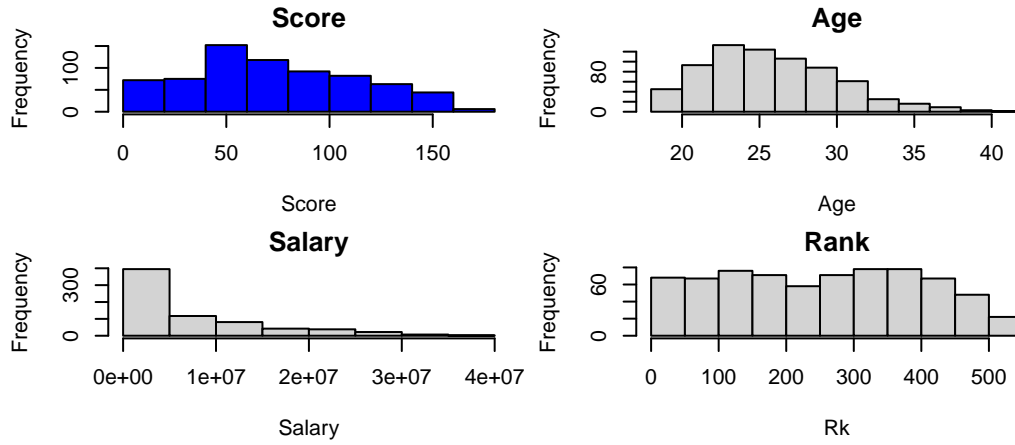 Score
Frequency
0 100
0 50 100 150
Score
Age
Frequency
0 80
20 25 30 35 40
Age
Salary
Frequency
0 300
0e+00 1e+07 2e+07 3e+07 4e+07
Salary
Rank
Frequency
0 60
0 100 200 300 400 500
Rk